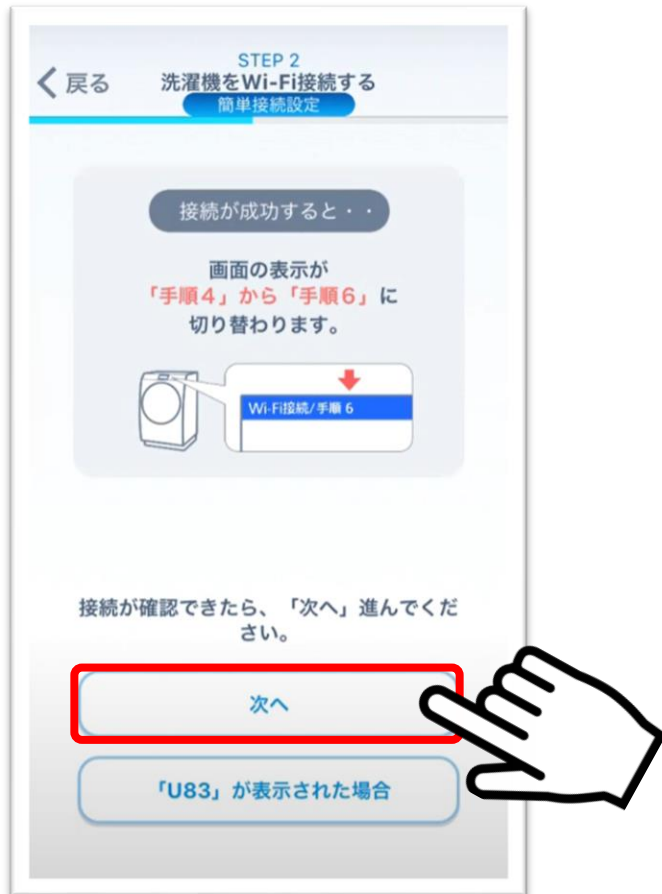 STEP 2
戻る
洗濯機をWi-Fi接続する
簡単接続設定
接続が成功すると・・
画面の表示が
「手順4」から「手順6」に
切り替わります。
Wi-Fi接続/手順 6
接続が確認できたら、「次へ」進んでくだ
さい。
次へ
「U83」が表示された場合